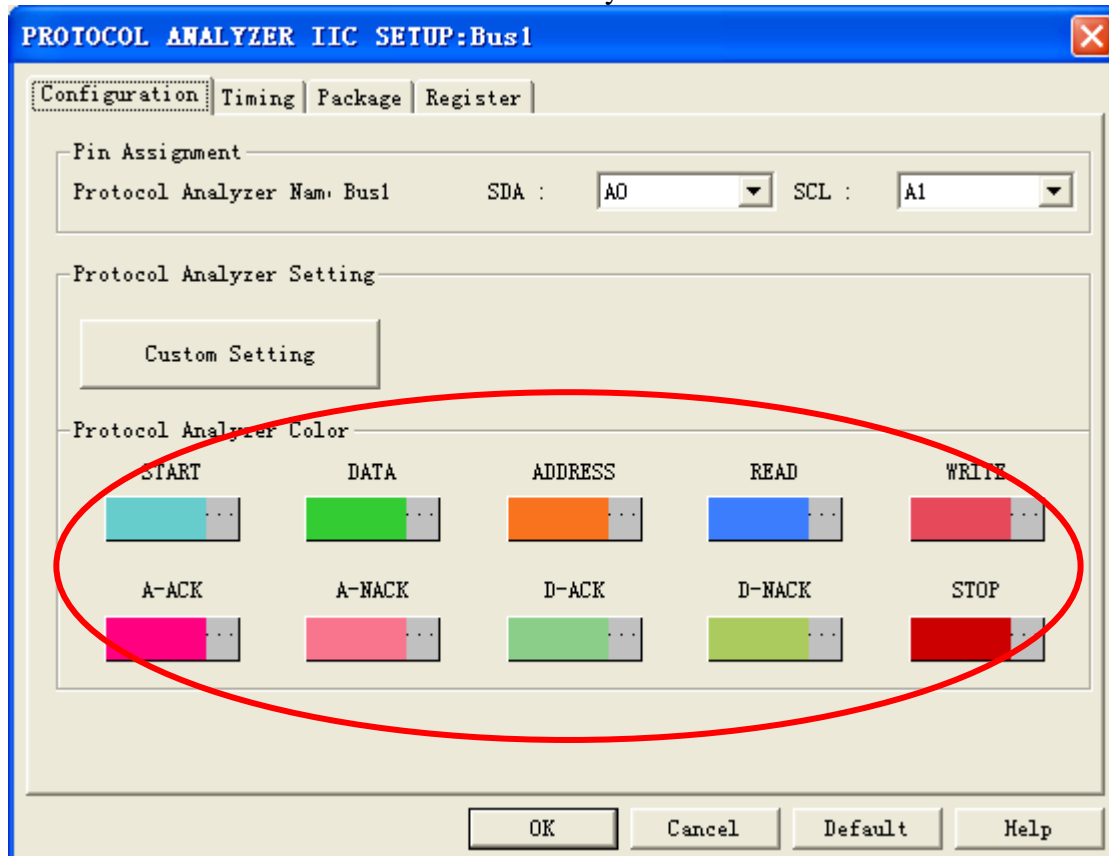 PROTOCOL ANALYZER IIC SETUP:Bus1
Configuration Timing Package Register
Pin Assignment
Protocol Analyzer Nam Bus1 SDA : A0 SCL : A1
Protocol Analyzer Setting
Custom Setting
Protocol Analyzer Color
START DATA ADDRESS READ WRITE
... ... ... ... ...
A-ACK A-NACK D-ACK D-NACK STOP
... ... ... ... ...
OK Cancel Default Help